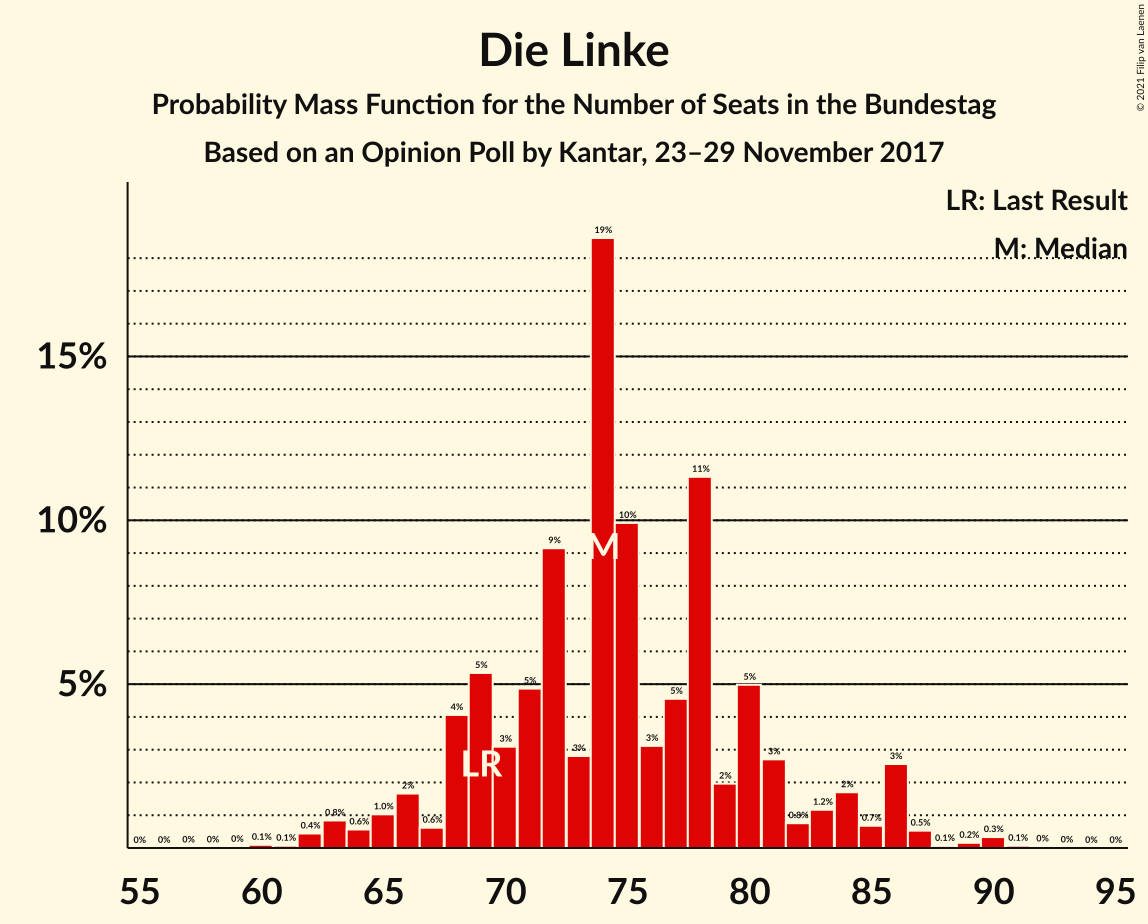 Die Linke
Probability Mass Function for the Number of Seats in the Bundestag
Based on an Opinion Poll by Kantar, 23–29 November 2017
© 2021 Filip van Laenen
LR: Last Result
M: Median
15%
10%
5%
0% 0% 0% 0% 0% 0.1% 0.1% 0.4% 0.8% 0.6% 1.0% 2% 0.6% 4% 5% 3% 5% 9% 3% 19% 10% 3% 5% 11% 2% 5% 3% 0.8% 1.2% 2% 0.7% 3% 0.5% 0.1% 0.2% 0.3% 0.1% 0% 0% 0% 0%
LR
M
55 60 65 70 75 80 85 90 95